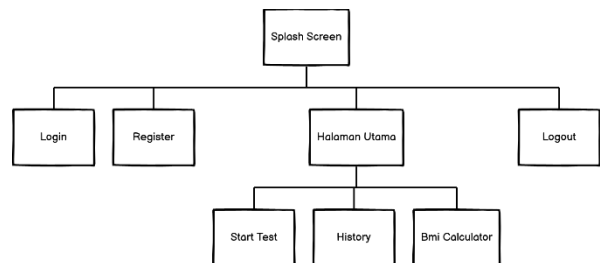 Splash Screen
Login
Register
Halaman Utama
Logout
Start Test
History
Bmi Calculator